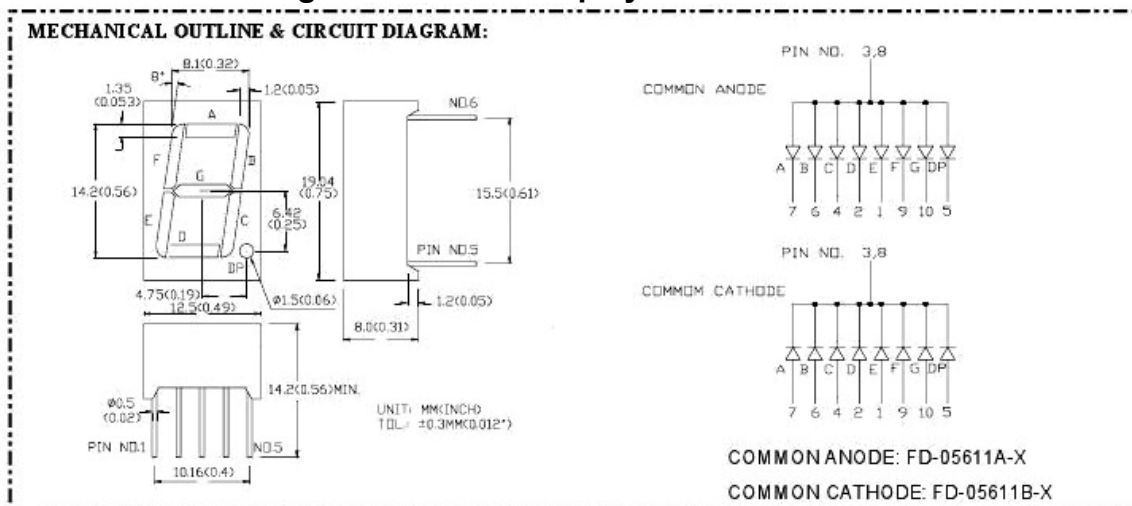 MECHANICAL OUTLINE & CIRCUIT DIAGRAM:
8.1(0.32)
8°
1.35
(0.053)
1.2(0.05)
A
F
B
G
14.2(0.56)
19.04
(0.75)
6.42
(0.25)
E
C
D
DP
4.75(0.19)
12.5(0.49)
Ø1.5(0.06)
NO.6
15.5(0.61)
PIN NO.5
1.2(0.05)
8.0(0.31)
14.2(0.56)MIN.
Ø0.5
(0.02)
PIN NO.1
NO.5
10.16(0.4)
UNIT: MM(INCH)
TOL.: ±0.3MM(0.012")
PIN NO. 3,8
COMMON ANODE
A B C D E F G DP
7 6 4 2 1 9 10 5
PIN NO. 3,8
COMMOM CATHODE
A B C D E F G DP
7 6 4 2 1 9 10 5
COMMON ANODE: FD-05611A-X
COMMON CATHODE: FD-05611B-X